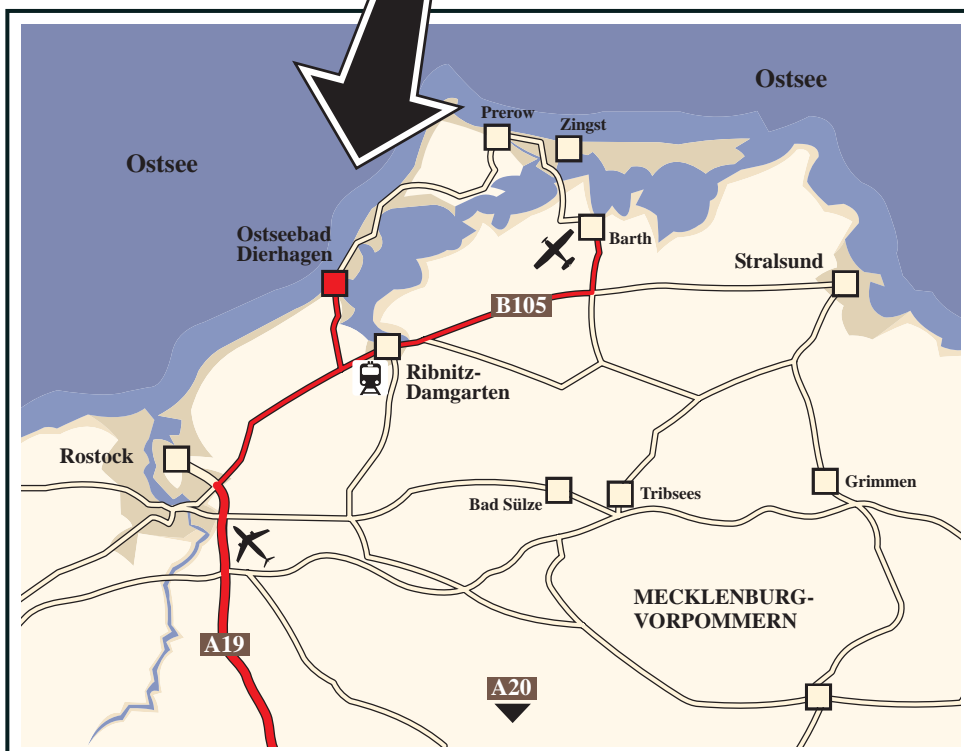 Ostsee
Prerow
Zingst
Ostsee
Ostseebad
Dierhagen
Barth
Stralsund
B105
Ribnitz-
Damgarten
Rostock
Bad Sülze
Tribsees
Grimmen
MECKLENBURG-
VORPOMMERN
A19
A20